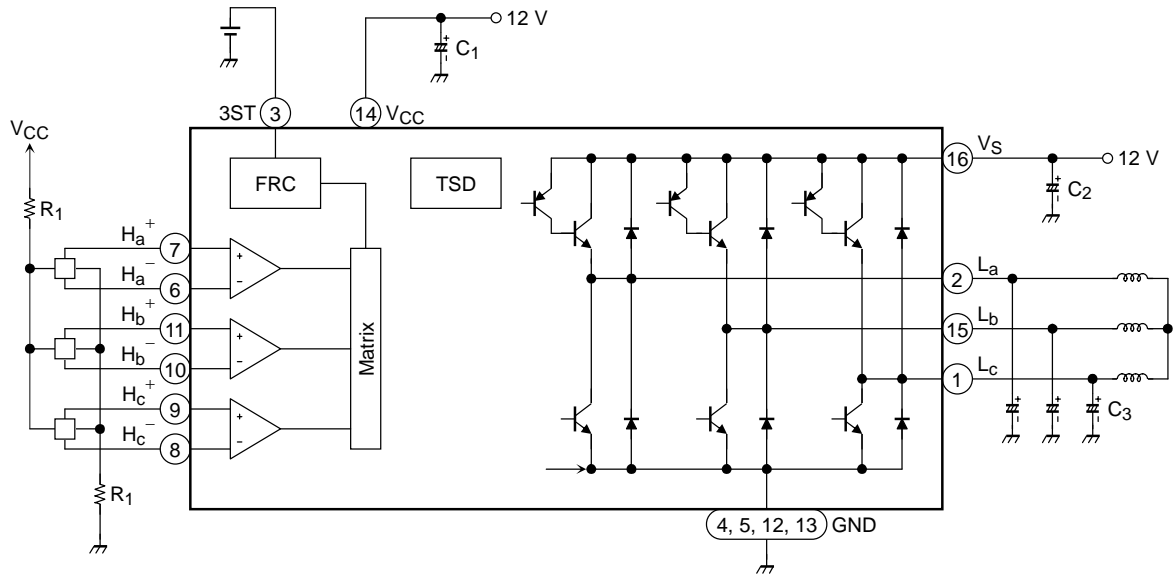 12 V
C1
3ST 3
14 VCC
VCC
16 VS
12 V
FRC
TSD
C2
R1
Ha+
7
+
Ha−
6
−
2 La
Hb+
11
+
15 Lb
Hb−
10
−
Matrix
1 Lc
Hc+
9
+
C3
Hc−
8
−
R1
4, 5, 12, 13 GND